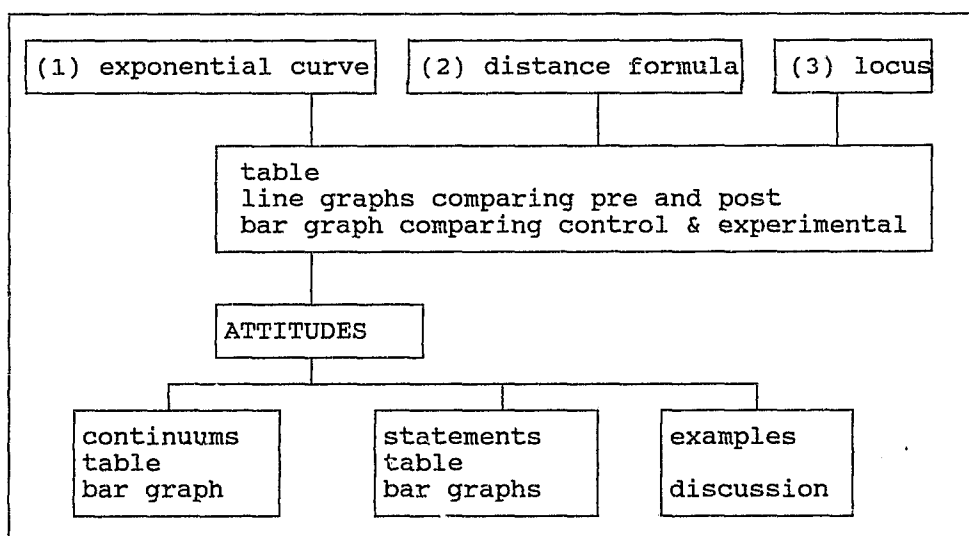 (1) exponential curve
(2) distance formula
(3) locus
table
line graphs comparing pre and post
bar graph comparing control & experimental
ATTITUDES
continuums
table
bar graph
statements
table
bar graphs
examples
discussion